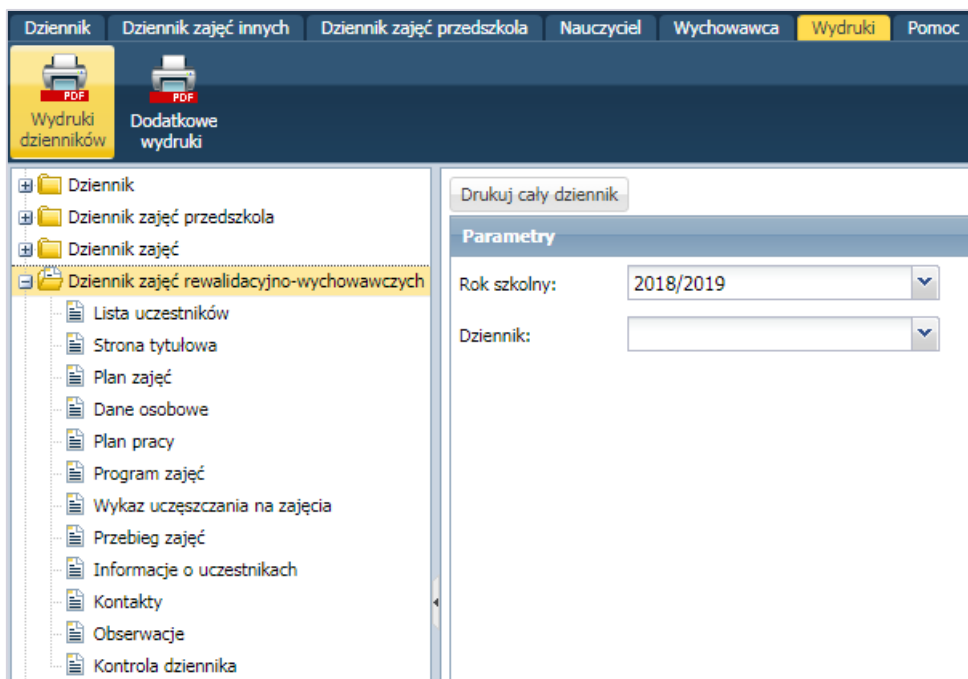 Dziennik Dziennik zajęć innych Dziennik zajęć przedszkola Nauczyciel Wychowawca Wydruki Pomoc
PDF PDF
Wydruki
dzienników
Dodatkowe
wydruki
Dziennik
Dziennik zajęć przedszkola
Dziennik zajęć
Dziennik zajęć rewalidacyjno-wychowawczych
Lista uczestników
Strona tytułowa
Plan zajęć
Dane osobowe
Plan pracy
Program zajęć
Wykaz uczęszczania na zajęcia
Przebieg zajęć
Informacje o uczestnikach
Kontakty
Obserwacje
Kontrola dziennika
Drukuj cały dziennik
Parametry
Rok szkolny: 2018/2019
Dziennik: